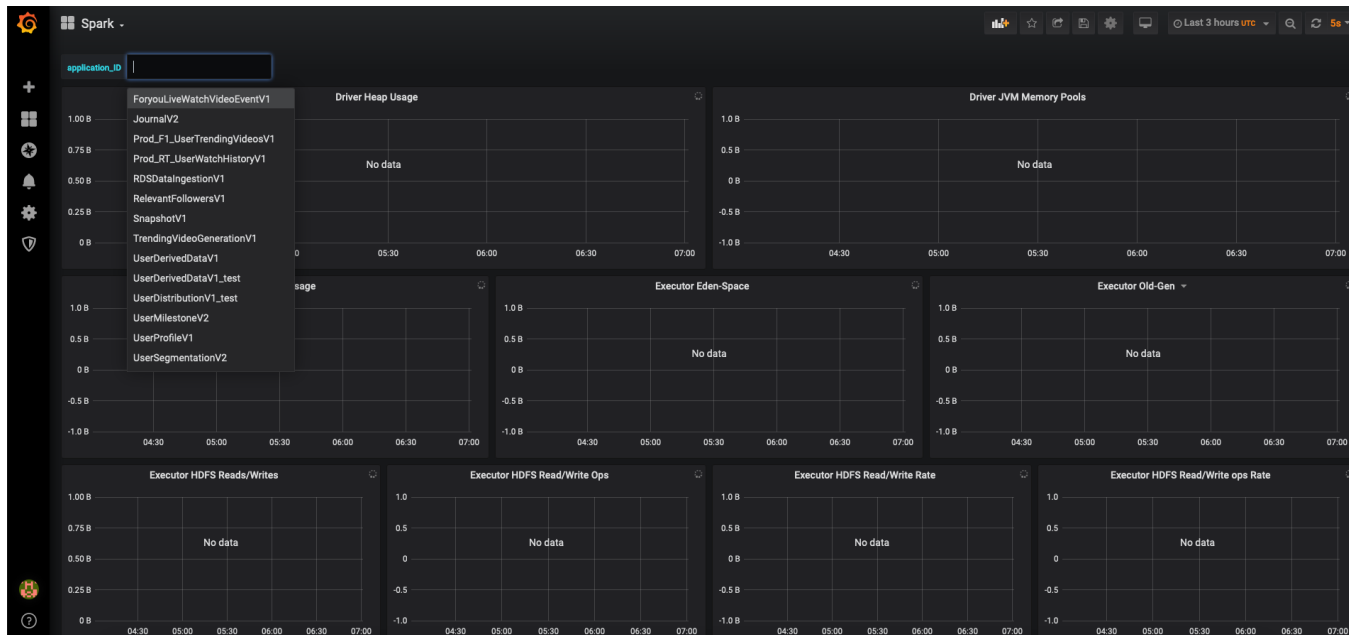 Spark
Last 3 hours UTC
5s
application_ID
ForyouLiveWatchVideoEventV1
JournalV2
Prod_F1_UserTrendingVideosV1
Prod_RT_UserWatchHistoryV1
RDSDataIngestionV1
RelevantFollowersV1
SnapshotV1
TrendingVideoGenerationV1
UserDerivedDataV1
UserDerivedDataV1_test
UserDistributionV1_test
UserMilestoneV2
UserProfileV1
UserSegmentationV2
Driver Heap Usage
1.00 B
0.75 B
0.50 B
0.25 B
0 B
No data
0 05:30 06:00 06:30 07:00
Driver JVM Memory Pools
1.0 B
0.5 B
0 B
-0.5 B
-1.0 B
No data
04:30 05:00 05:30 06:00 06:30 07:00
sage
1.0 B
0.5 B
0 B
-0.5 B
-1.0 B
04:30 05:00 05:30 06:00 06:30 07:00
Executor Eden-Space
1.0 B
0.5 B
0 B
-0.5 B
-1.0 B
No data
04:30 05:00 05:30 06:00 06:30 07:00
Executor Old-Gen
1.0 B
0.5 B
0 B
-0.5 B
-1.0 B
No data
04:30 05:00 05:30 06:00 06:30 07:00
Executor HDFS Reads/Writes
1.00 B
0.75 B
0.50 B
0.25 B
0 B
No data
04:30 05:00 05:30 06:00 06:30 07:00
Executor HDFS Read/Write Ops
1.0
0.5
0
-0.5
-1.0
No data
04:30 05:00 05:30 06:00 06:30 07:00
Executor HDFS Read/Write Rate
1.0 B
0.5 B
0 B
-0.5 B
-1.0 B
No data
04:30 05:00 05:30 06:00 06:30 07:00
Executor HDFS Read/Write ops Rate
1.0
0.5
0
-0.5
-1.0
No data
04:30 05:00 05:30 06:00 06:30 07:00